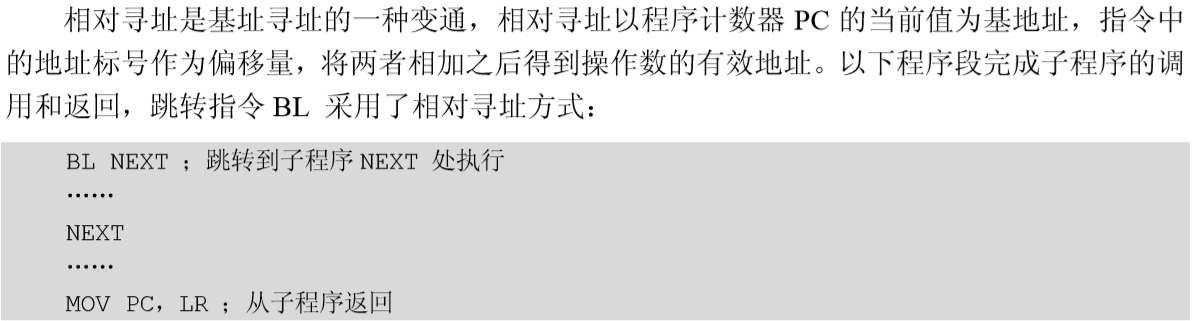 相对寻址是基址寻址的一种变通，相对寻址以程序计数器 PC 的当前值为基地址，指令中
的地址标号作为偏移量，将两者相加之后得到操作数的有效地址。以下程序段完成子程序的调
用和返回，跳转指令 BL 采用了相对寻址方式：
BL NEXT ；跳转到子程序 NEXT 处执行
……
NEXT
……
MOV PC，LR ；从子程序返回